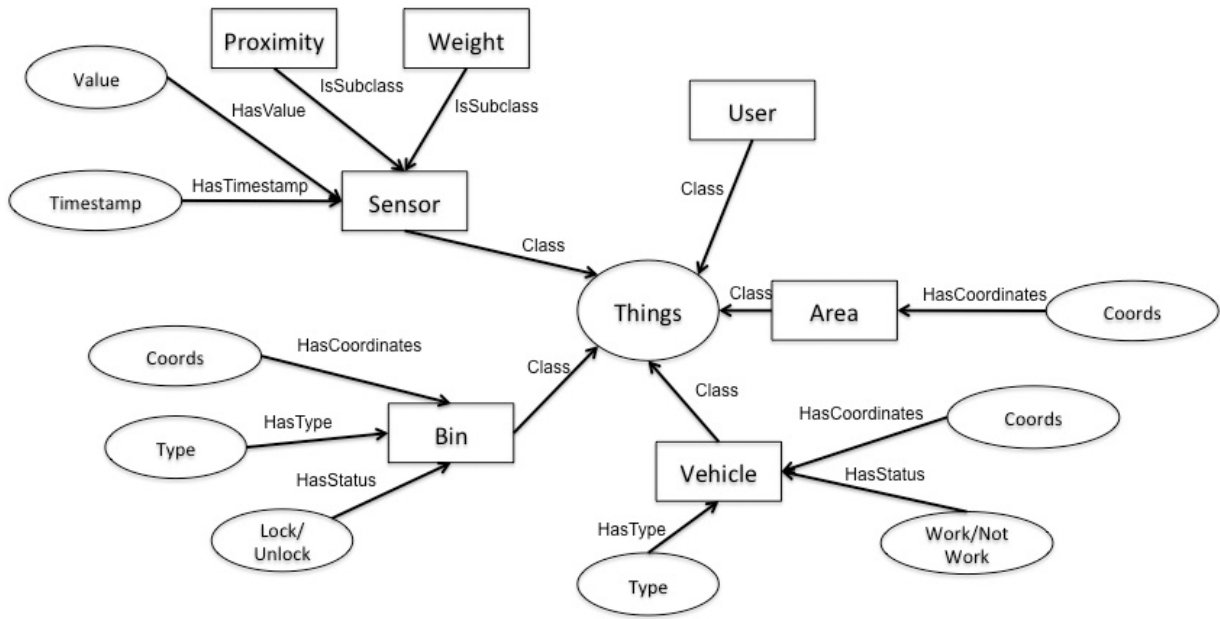 Proximity
Weight
Value
IsSubclass
IsSubclass
HasValue
User
HasTimestamp
Timestamp
Sensor
Class
Class
Things
Class
Area
HasCoordinates
Coords
HasCoordinates
Coords
Class
Class
HasCoordinates
Coords
HasType
Type
Bin
Vehicle
HasStatus
HasStatus
Lock/
Unlock
HasType
Work/Not
Work
Type